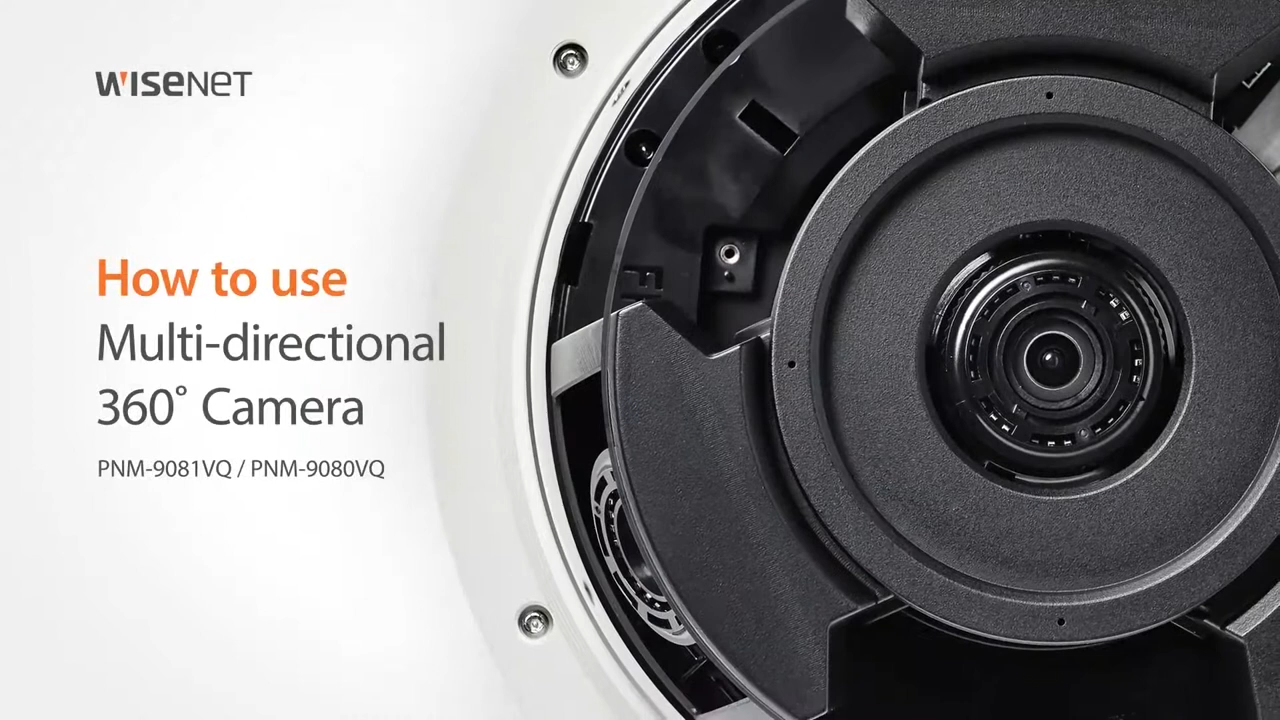 WISENET
How to use
Multi-directional
360° Camera
PNM-9081VQ / PNM-9080VQ